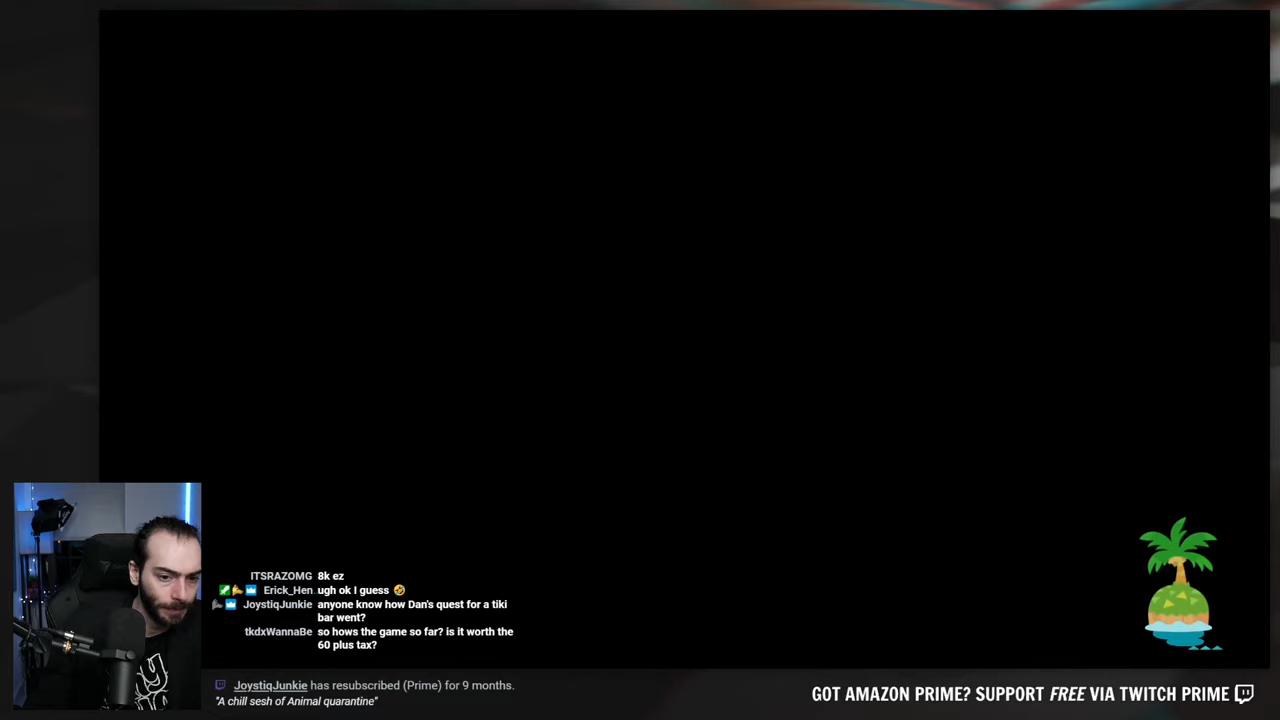 ITSRAZOMG 8k ez
Erick_Hen ugh ok I guess 🤣
JoystiqJunkie anyone know how Dan's quest for a tiki
bar went?
tkdxWannaBe so hows the game so far? is it worth the
60 plus tax?
JoystiqJunkie has resubscribed (Prime) for 9 months.
"A chill sesh of Animal quarantine"
GOT AMAZON PRIME? SUPPORT FREE VIA TWITCH PRIME